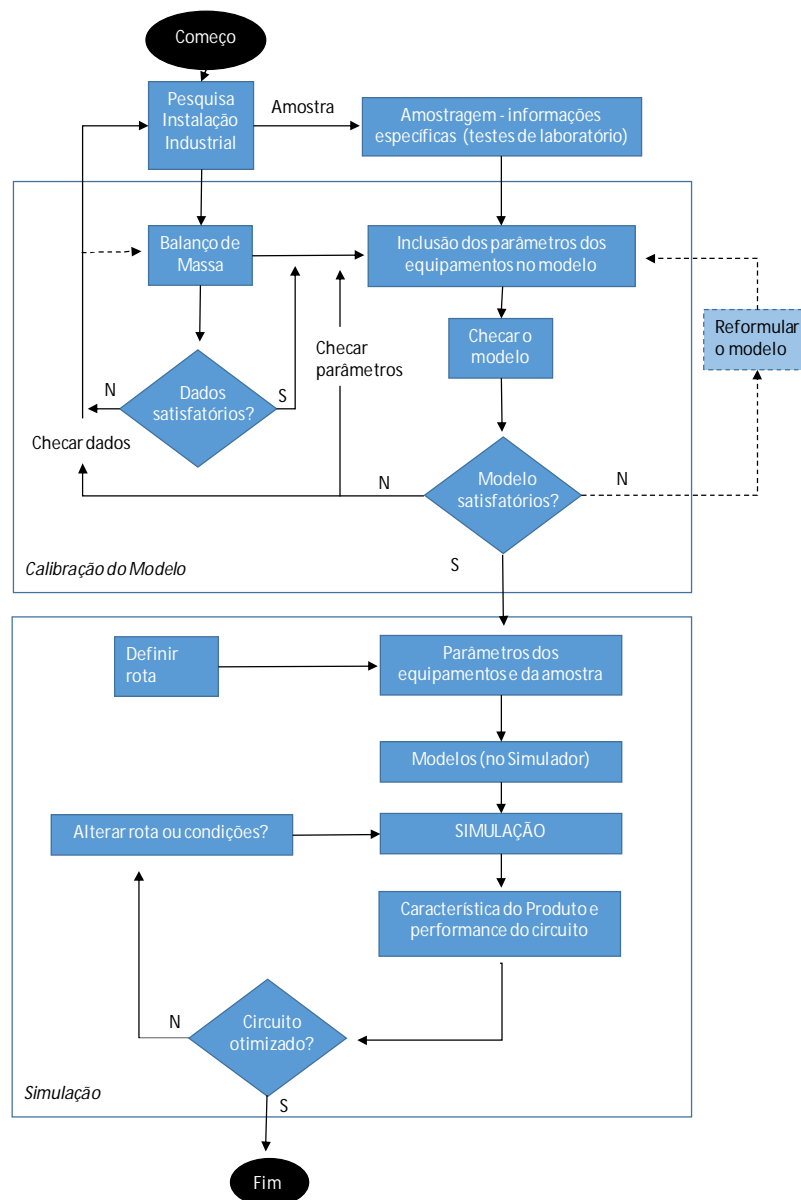 Começo
Pesquisa
Instalação
Industrial
Amostra
Amostragem - informações
específicas (testes de laboratório)
Balanço de
Massa
Inclusão dos parâmetros dos
equipamentos no modelo
Checar o
modelo
Reformular
o modelo
Checar
parâmetros
N
Dados
satisfatórios?
S
Checar dados
N
Modelo
satisfatórios?
N
S
Calibração do Modelo
Definir
rota
Parâmetros dos
equipamentos e da amostra
Modelos (no Simulador)
Alterar rota ou condições?
SIMULAÇÃO
Característica do Produto e
performance do circuito
N
Circuito
otimizado?
Simulação
S
Fim